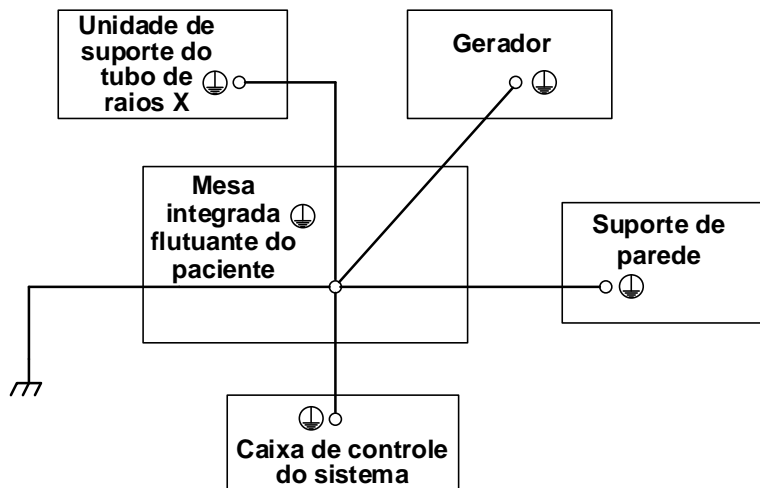 Unidade de
suporte do
tubo de
raios X
Gerador
Mesa
integrada
flutuante do
paciente
Suporte de
parede
Caixa de controle
do sistema